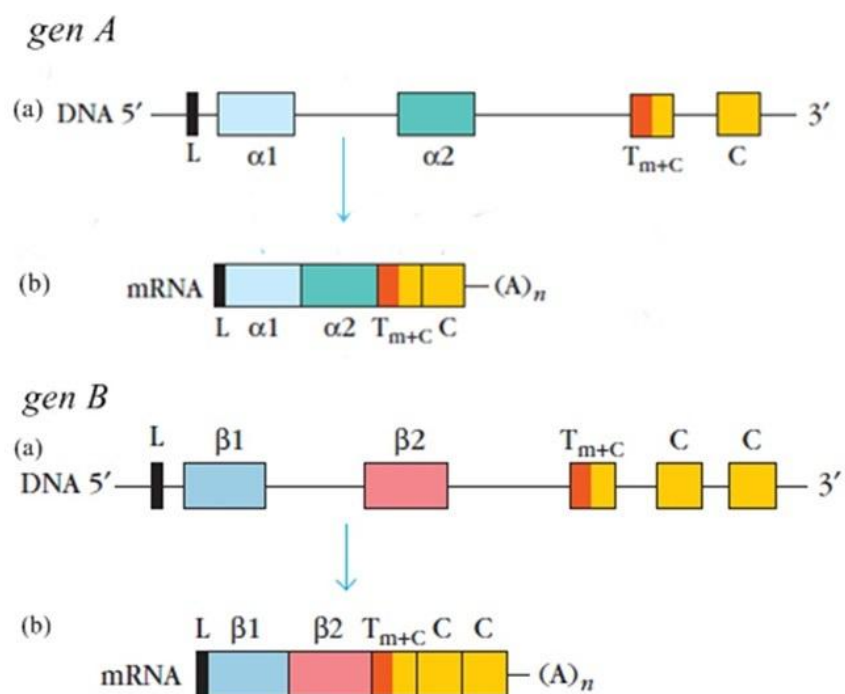 gen A
(a) DNA 5′ 3′
L α1 α2 Tm+C C
(b) mRNA (A)n
L α1 α2 Tm+C C
gen B
(a) L β1 β2 Tm+C C C
DNA 5′ 3′
(b) L β1 β2 Tm+C C C
mRNA (A)n